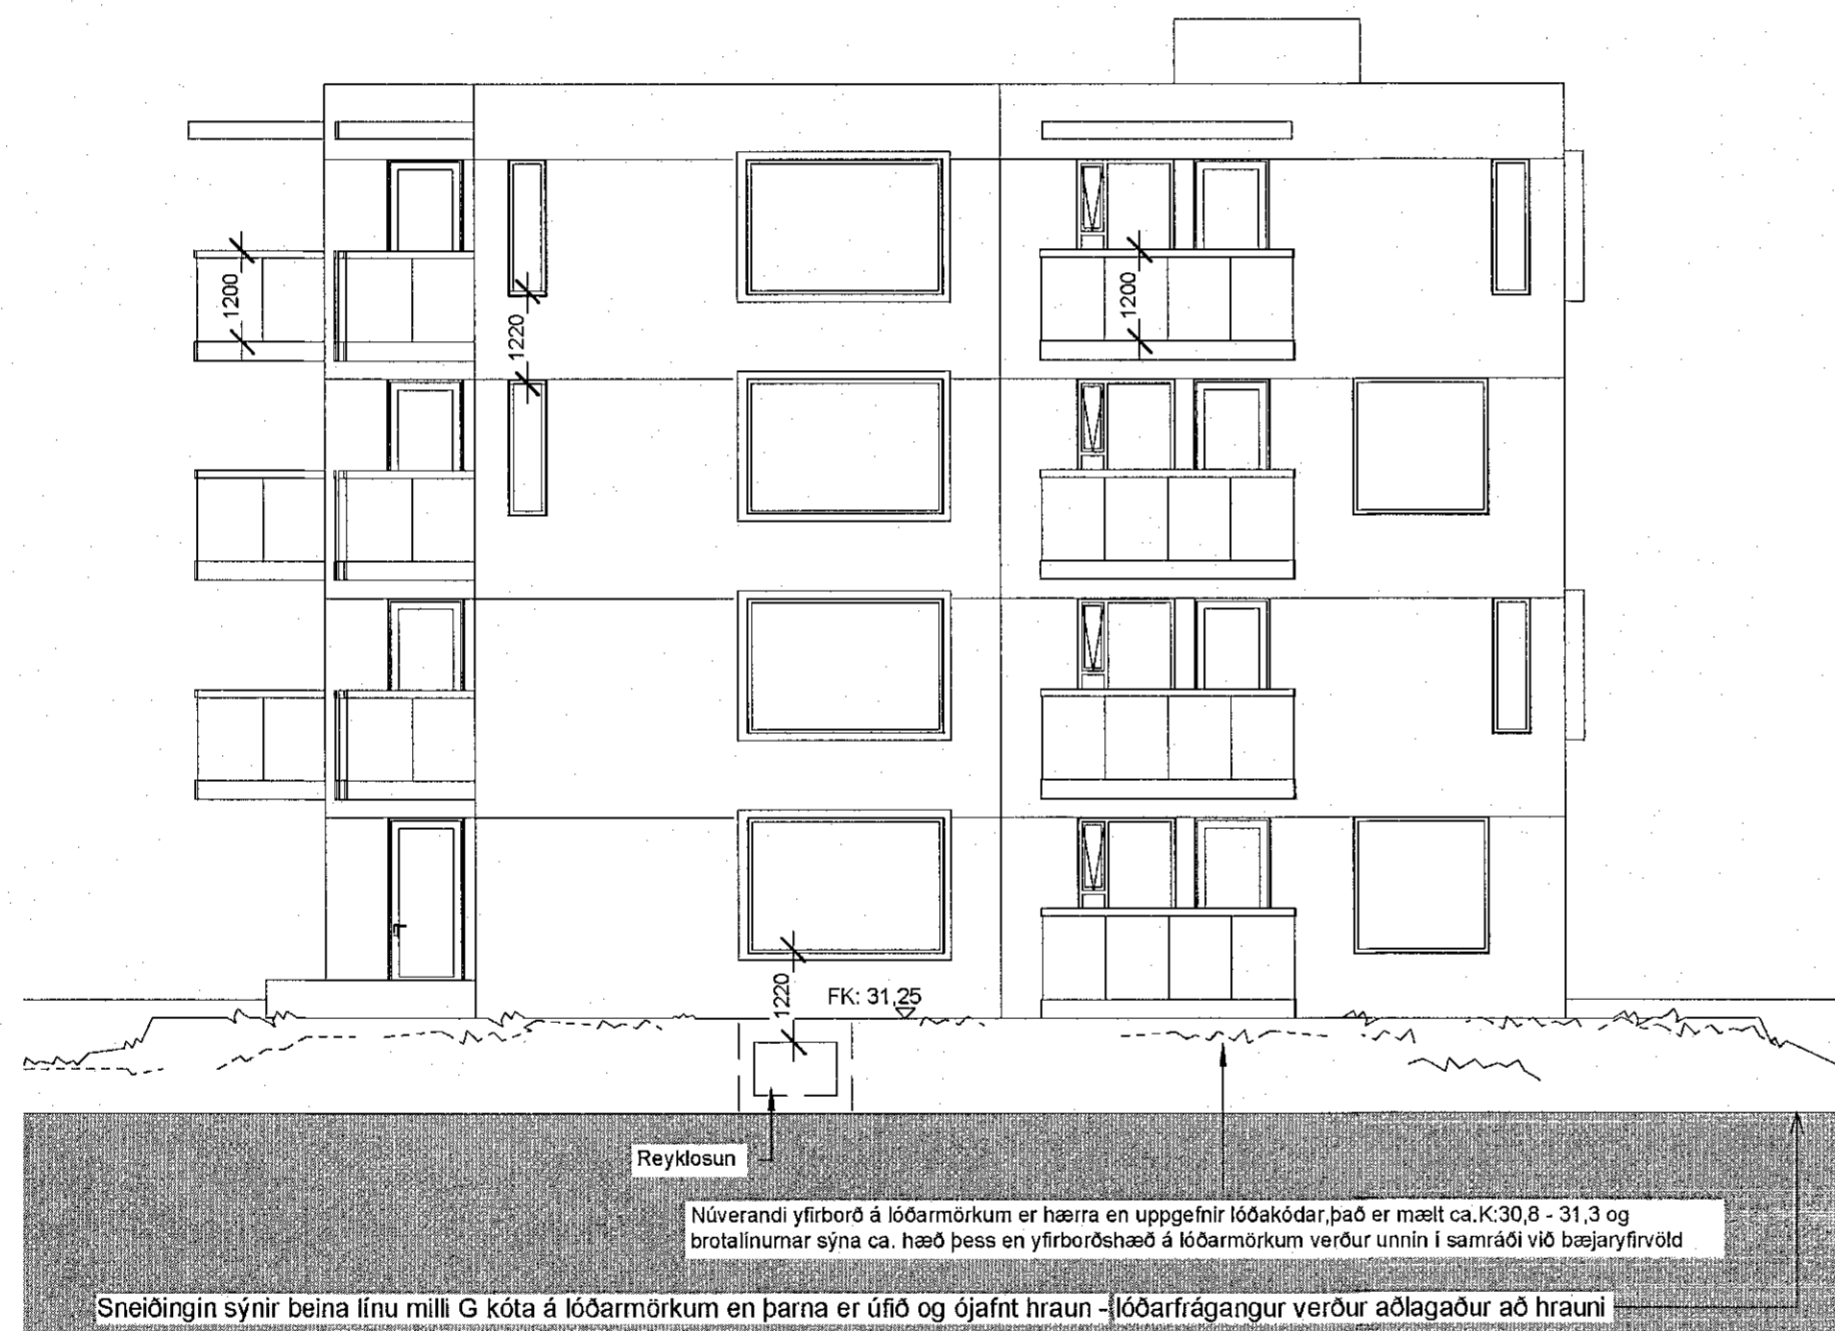 1200
1220
1200
1220
FK: 31,25
Reyklosun
Núverandi yfirborð á lóðarmörkum er hærra en uppgefnir lóðakódar,það er mælt ca.K:30,8 - 31,3 og
brotalínurnar sýna ca. hæð þess en yfirborðshæð á lóðarmörkum verður unnin í samráði við bæjaryfirvöld
Sneiðingin sýnir beina línu milli G kóta á lóðarmörkum en þarna er úfið og ójafnt hraun - lóðarfrágangur verður aðlagaður að hrauni